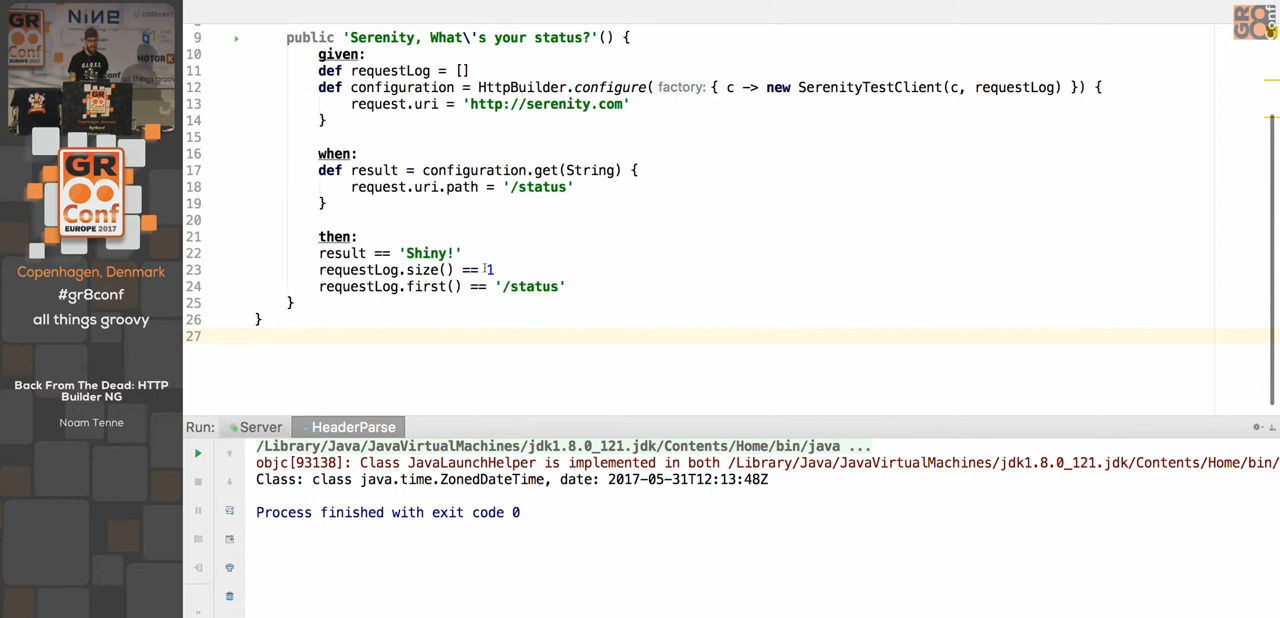 GR
Conf
EUROPE 2017
Copenhagen, Denmark
#gr8conf
all things groovy
Back From The Dead: HTTP
Builder NG
Noam Tenne
9 public 'Serenity, What\'s your status?'() {
10 given:
11 def requestLog = []
12 def configuration = HttpBuilder.configure( factory: { c -> new SerenityTestClient(c, requestLog) }) {
13 request.uri = 'http://serenity.com'
14 }
15
16 when:
17 def result = configuration.get(String) {
18 request.uri.path = '/status'
19 }
20
21 then:
22 result == 'Shiny!'
23 requestLog.size() == 1
24 requestLog.first() == '/status'
25 }
26 }
27
Run: Server HeaderParse
/Library/Java/JavaVirtualMachines/jdk1.8.0_121.jdk/Contents/Home/bin/java ...
objc[93138]: Class JavaLaunchHelper is implemented in both /Library/Java/JavaVirtualMachines/jdk1.8.0_121.jdk/Contents/Home/bin/
Class: class java.time.ZonedDateTime, date: 2017-05-31T12:13:48Z
Process finished with exit code 0